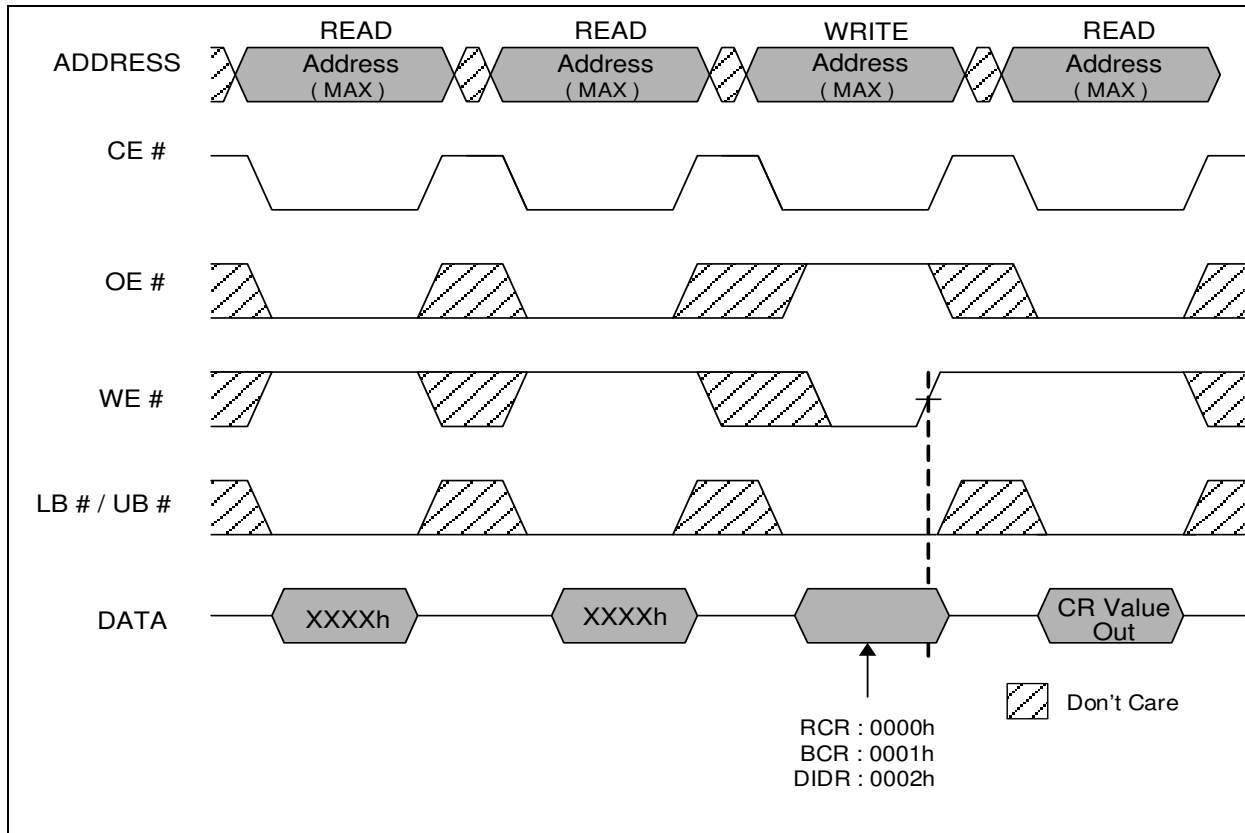 READ READ WRITE READ
ADDRESS Address Address Address Address
( MAX ) ( MAX ) ( MAX ) ( MAX )
CE #
OE #
WE #
LB # / UB #
DATA XXXXh XXXXh CR Value
Out
Don't Care
RCR : 0000h
BCR : 0001h
DIDR : 0002h